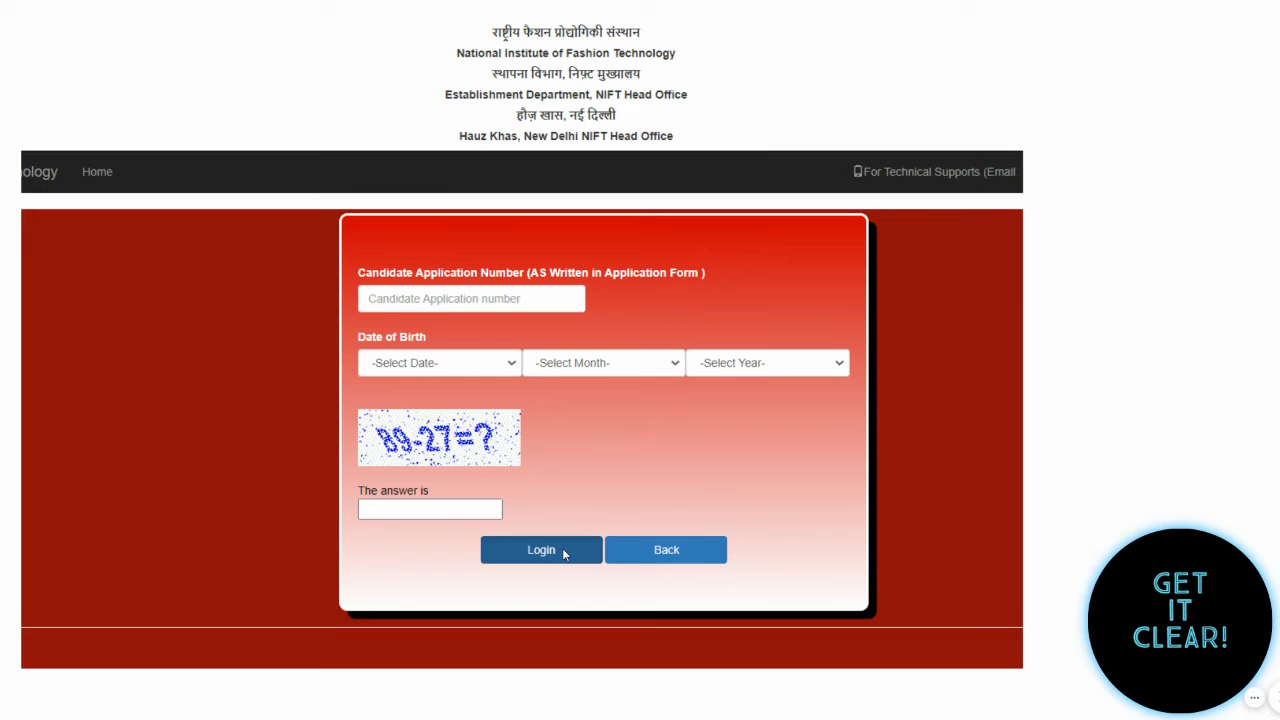 राष्ट्रीय फैशन प्रोद्योगिकी संस्थान
National Institute of Fashion Technology
स्थापना विभाग, निफ़्ट मुख्यालय
Establishment Department, NIFT Head Office
हौज़ खास, नई दिल्ली
Hauz Khas, New Delhi NIFT Head Office
ology Home For Technical Supports (Email
Candidate Application Number (AS Written in Application Form )
Candidate Application number
Date of Birth
-Select Date- -Select Month- -Select Year-
89-27=?
The answer is
Login Back
GET
IT
CLEAR!